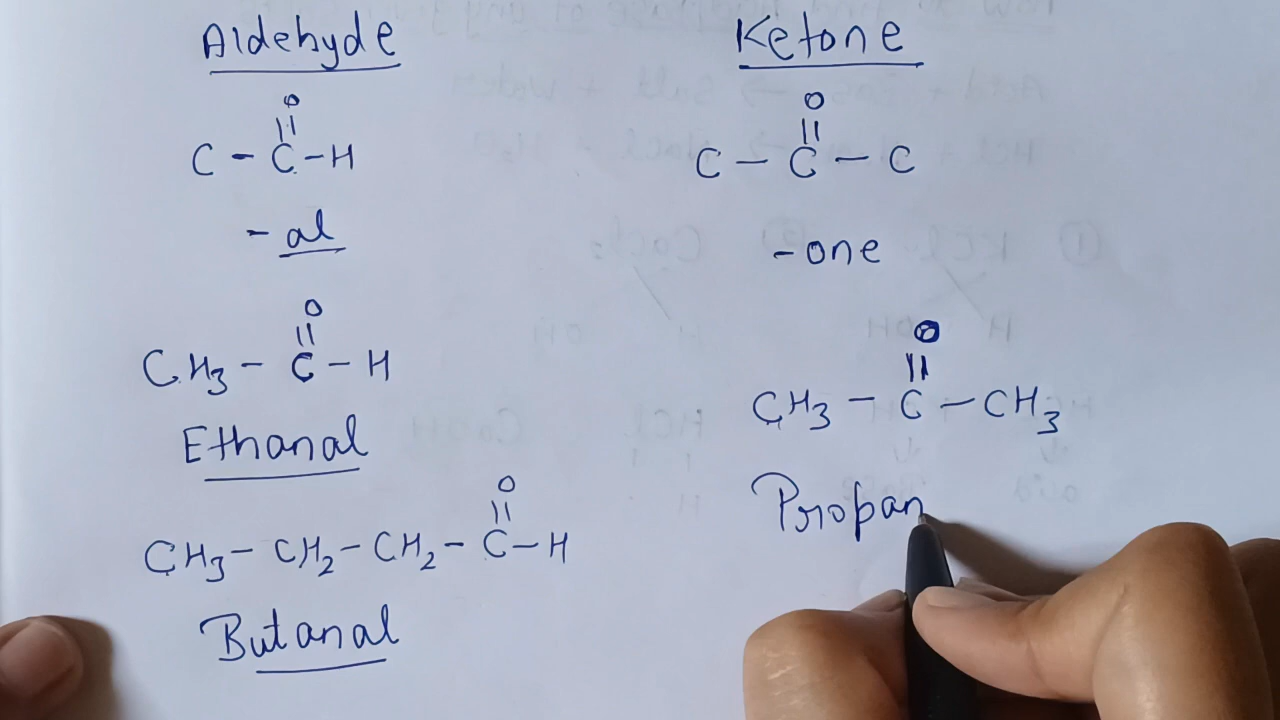 Aldehyde
O
||
C - C - H
- al
O
||
CH3 - C - H
Ethanal
O
||
CH3 - CH2 - CH2 - C - H
Butanal
Ketone
O
||
C - C - C
- one
O
||
CH3 - C - CH3
Propan